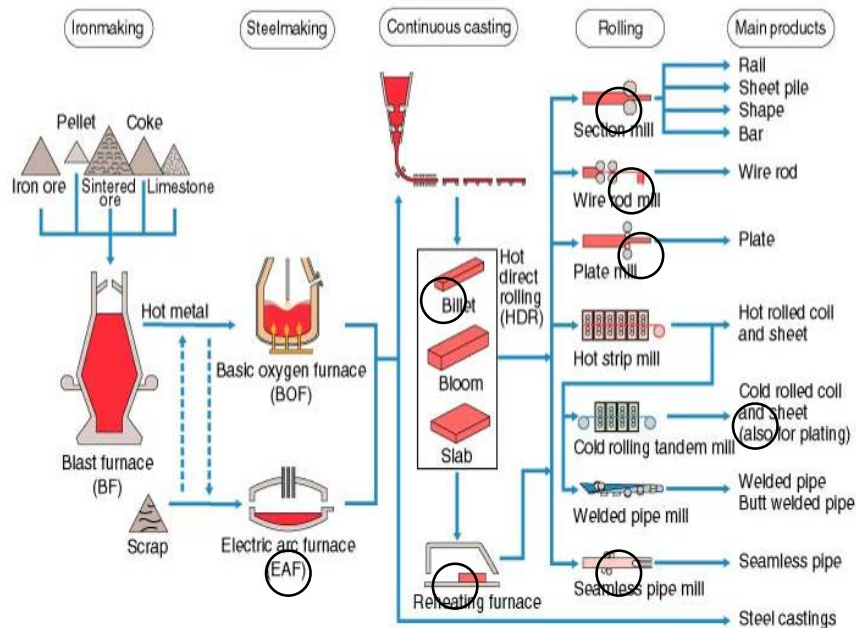 Ironmaking
Steelmaking
Continuous casting
Rolling
Main products
Pellet
Coke
Iron ore
Sintered
ore
Limestone
Hot metal
Blast furnace
(BF)
Scrap
Basic oxygen furnace
(BOF)
Electric arc furnace
(EAF)
Hot
direct
rolling
(HDR)
Billet
Bloom
Slab
Reheating furnace
Section mill
Wire rod mill
Plate mill
Hot strip mill
Cold rolling tandem mill
Welded pipe mill
Seamless pipe mill
Rail
Sheet pile
Shape
Bar
Wire rod
Plate
Hot rolled coil
and sheet
Cold rolled coil
and sheet
(also for plating)
Welded pipe
Butt welded pipe
Seamless pipe
Steel castings